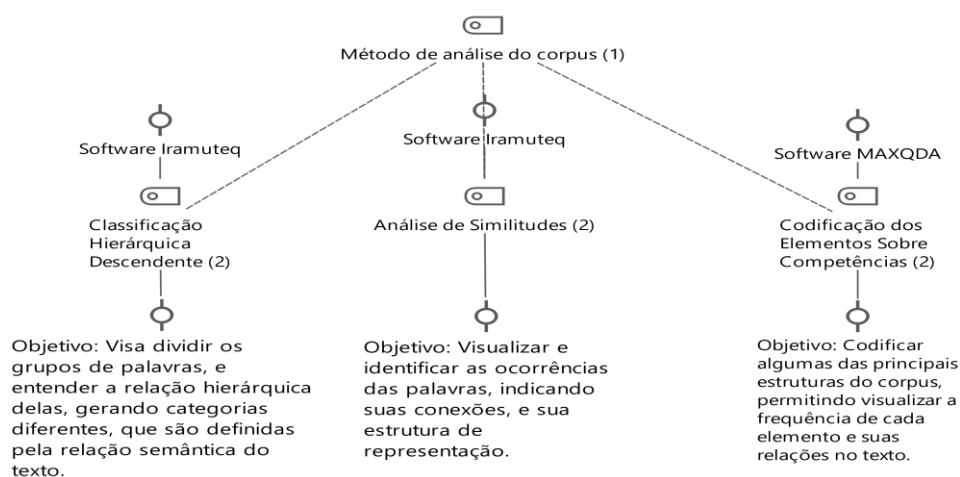 Método de análise do corpus (1)
Software Iramuteq
Classificação
Hierárquica
Descendente (2)
Objetivo: Visa dividir os
grupos de palavras, e
entender a relação hierárquica
delas, gerando categorias
diferentes, que são definidas
pela relação semântica do
texto.
Software Iramuteq
Análise de Similitudes (2)
Objetivo: Visualizar e
identificar as ocorrências
das palavras, indicando
suas conexões, e sua
estrutura de
representação.
Software MAXQDA
Codificação dos
Elementos Sobre
Competências (2)
Objetivo: Codificar
algumas das principais
estruturas do corpus,
permitindo visualizar a
frequência de cada
elemento e suas
relações no texto.